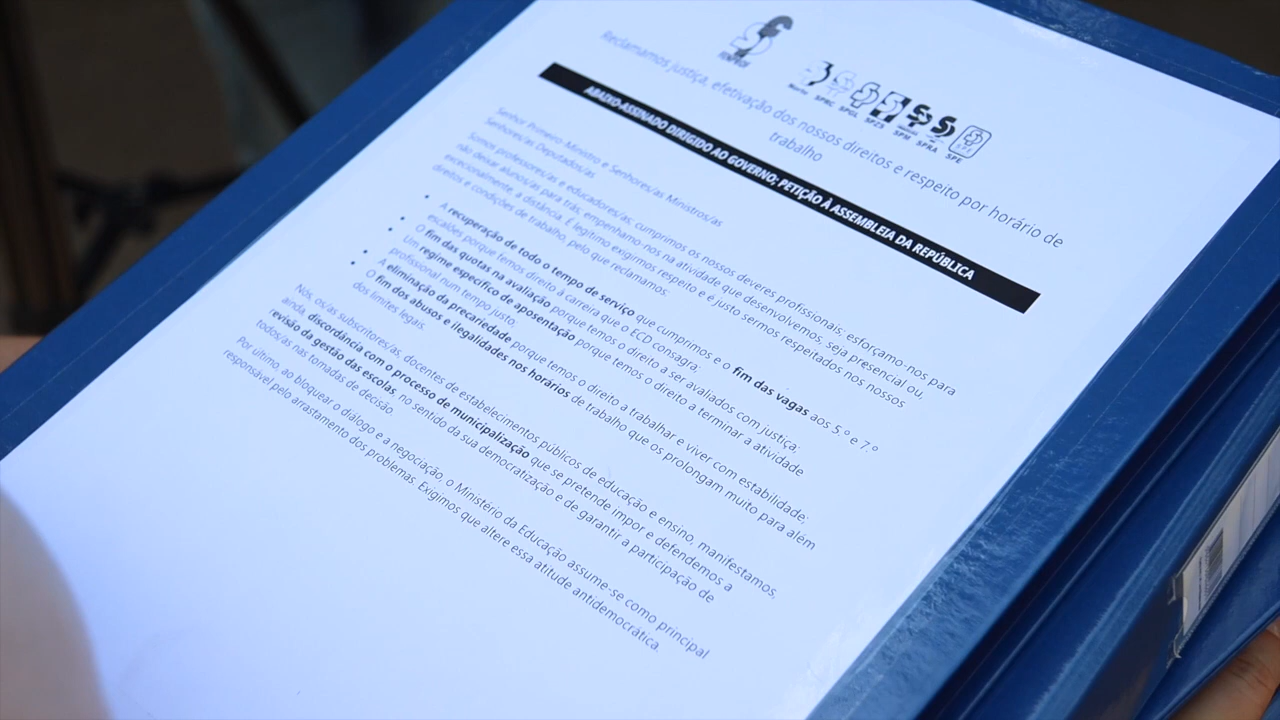 FENPROF
SPN SPRC SPGL SPZS SPM SPRA SPE
Reclamamos justiça, efetivação dos nossos direitos e respeito por horário de
trabalho
ABAIXO-ASSINADO DIRIGIDO AO GOVERNO; PETIÇÃO À ASSEMBLEIA DA REPÚBLICA
Senhor Primeiro-Ministro e Senhores/as Ministros/as
Senhores/as Deputados/as
Somos professores/as e educadores/as; cumprimos os nossos deveres profissionais; esforçamo-nos para
não deixar alunos/as para trás; empenhamo-nos na atividade que desenvolvemos, seja presencial ou,
excecionalmente, a distância. É legítimo exigirmos respeito e é justo sermos respeitados nos nossos
direitos e condições de trabalho, pelo que reclamamos:
• A recuperação de todo o tempo de serviço que cumprimos e o fim das vagas aos 5.º e 7.º
escalões porque temos direito à carreira que o ECD consagra;
• O fim das quotas na avaliação porque temos o direito a ser avaliados com justiça;
• Um regime específico de aposentação porque temos o direito a terminar a atividade
profissional num tempo justo.
• A eliminação da precariedade porque temos o direito a trabalhar e viver com estabilidade;
• O fim dos abusos e ilegalidades nos horários de trabalho que os prolongam muito para além
dos limites legais.
Nós, os/as subscritores/as, docentes de estabelecimentos públicos de educação e ensino, manifestamos,
ainda, discordância com o processo de municipalização que se pretende impor e defendemos a
revisão da gestão das escolas, no sentido da sua democratização e de garantir a participação de
todos/as nas tomadas de decisão
Por último, ao bloquear o diálogo e a negociação, o Ministério da Educação assume-se como principal
responsável pelo arrastamento dos problemas. Exigimos que altere essa atitude antidemocrática.